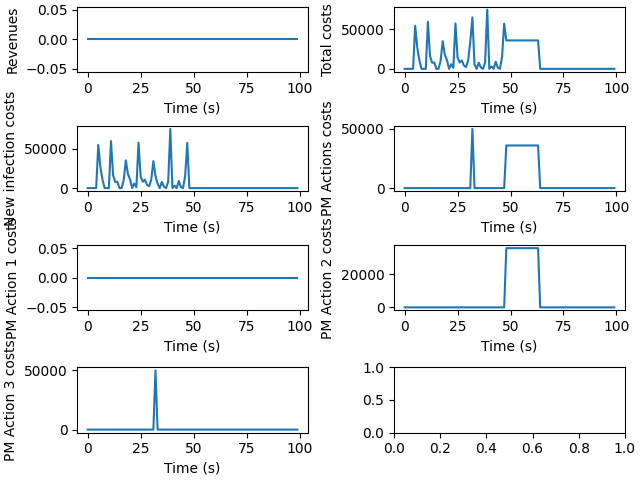 Revenues
0.05
0.00
−0.05
0 25 50 75 100
Time (s)
Total costs
50000
0
0 25 50 75 100
Time (s)
New infection costs
50000
0
0 25 50 75 100
Time (s)
PM Actions costs
50000
0
0 25 50 75 100
Time (s)
PM Action 1 costs
0.05
0.00
−0.05
0 25 50 75 100
Time (s)
PM Action 2 costs
20000
0
0 25 50 75 100
Time (s)
PM Action 3 costs
50000
0
0 25 50 75 100
Time (s)
1.0
0.5
0.0
0.0 0.2 0.4 0.6 0.8 1.0